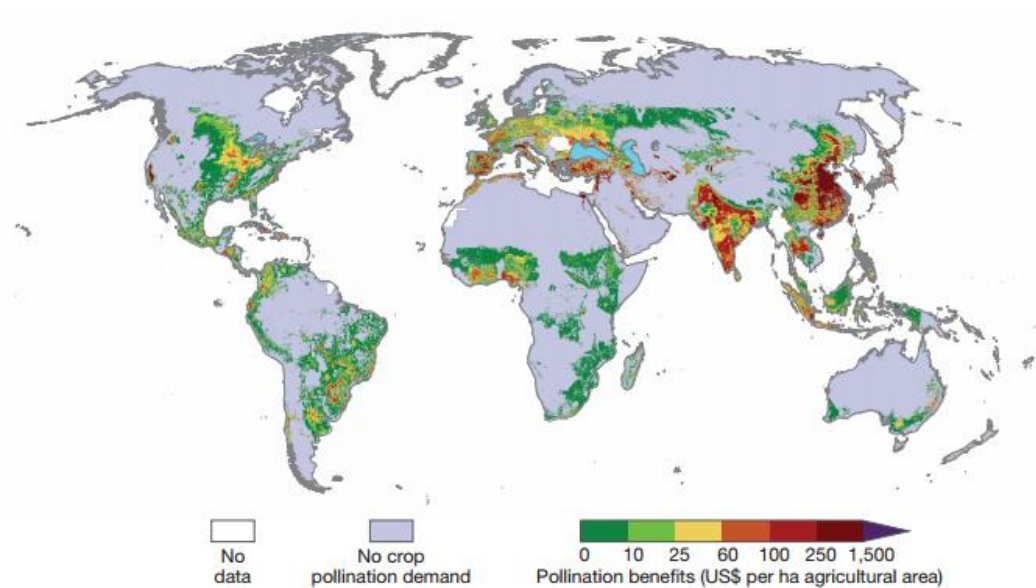 No
data
No crop
pollination demand
0 10 25 60 100 250 1,500
Pollination benefits (US$ per ha agricultural area)